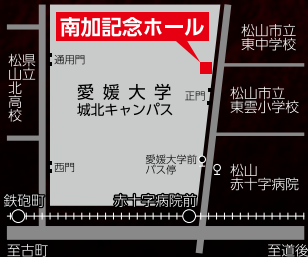 南加記念ホール
松山市立
東中学校
通用門
県立
松山北高校
愛媛大学
城北キャンパス
正門
松山市立
東雲小学校
西門
愛媛大学前
バス停
松山
赤十字病院
鉄砲町
赤十字病院前
至古町
至道後